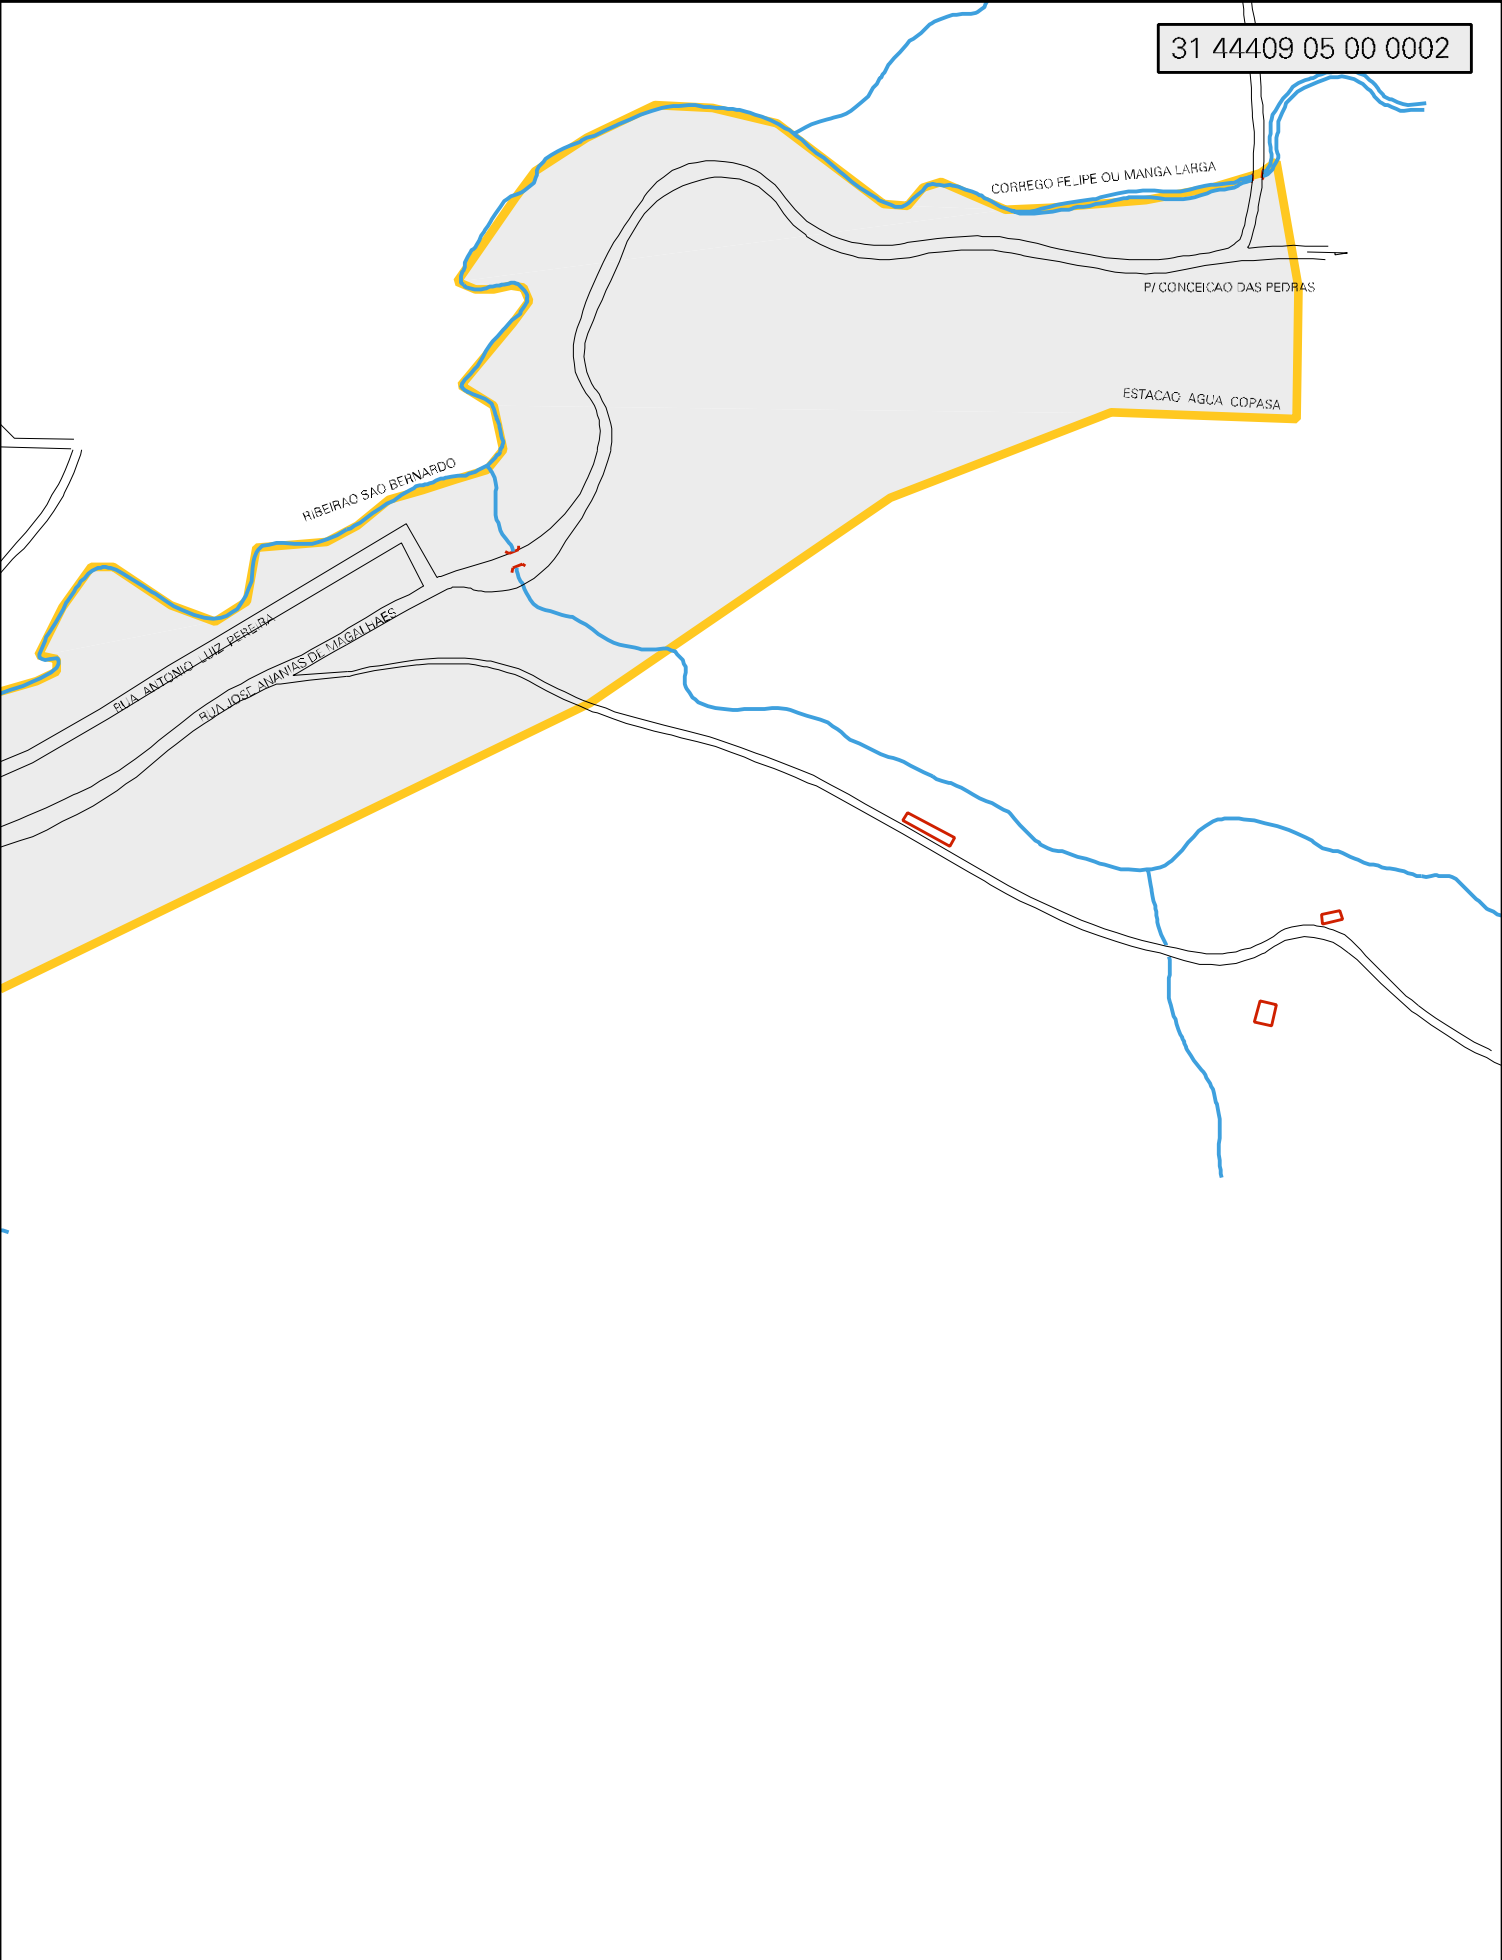 31 44409 05 00 0002
CORREGO FELIPE OU MANGA LARGA
P/ CONCEICAO DAS PEDRAS
ESTACAO AGUA COPASA
RIBEIRAO SAO BERNARDO
RUA ANTONIO LUIZ PEREIRA
RUA JOSE ANANIAS DE MAGALHAES